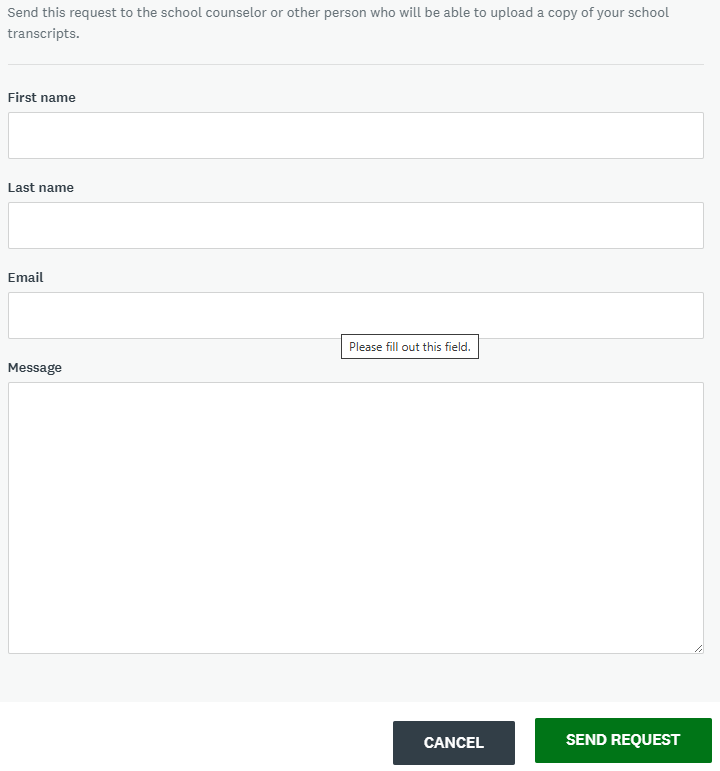 Send this request to the school counselor or other person who will be able to upload a copy of your school
transcripts.
First name
Last name
Email
Please fill out this field.
Message
CANCEL
SEND REQUEST